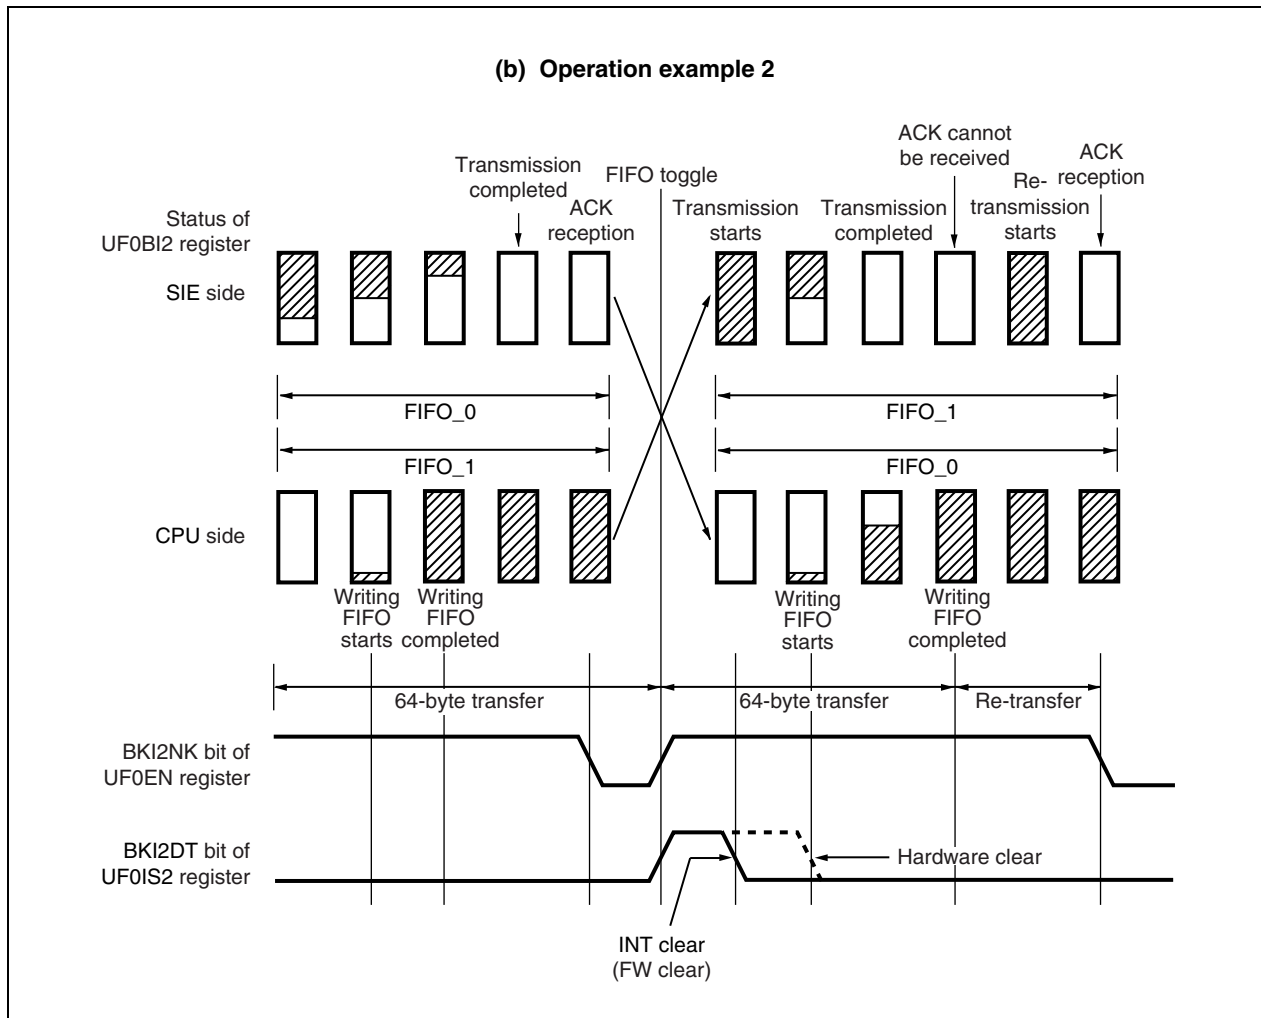 (b) Operation example 2
Transmission
completed
ACK
reception
FIFO toggle
Transmission
starts
Transmission
completed
ACK cannot
be received
Re-
transmission
starts
ACK
reception
Status of
UF0BI2 register
SIE side
FIFO_0
FIFO_1
FIFO_1
FIFO_0
CPU side
Writing
FIFO
starts
Writing
FIFO
completed
Writing
FIFO
starts
Writing
FIFO
completed
64-byte transfer
64-byte transfer
Re-transfer
BKI2NK bit of
UF0EN register
BKI2DT bit of
UF0IS2 register
Hardware clear
INT clear
(FW clear)